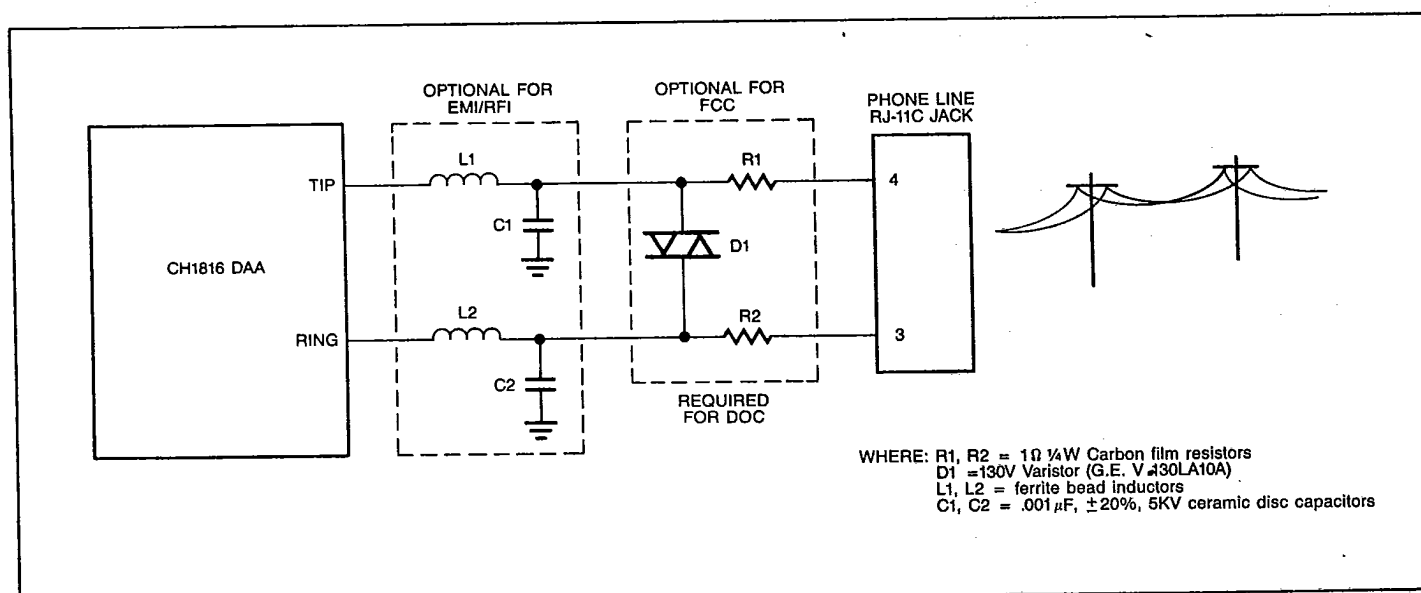 OPTIONAL FOR
EMI/RFI
OPTIONAL FOR
FCC
PHONE LINE
RJ-11C JACK
L1
R1
TIP
4
C1
D1
CH1816 DAA
L2
R2
RING
3
C2
REQUIRED
FOR DOC
WHERE: R1, R2 = 1Ω ¼W Carbon film resistors
D1 =130V Varistor (G.E. V130LA10A)
L1, L2 = ferrite bead inductors
C1, C2 = .001µF, ±20%, 5KV ceramic disc capacitors